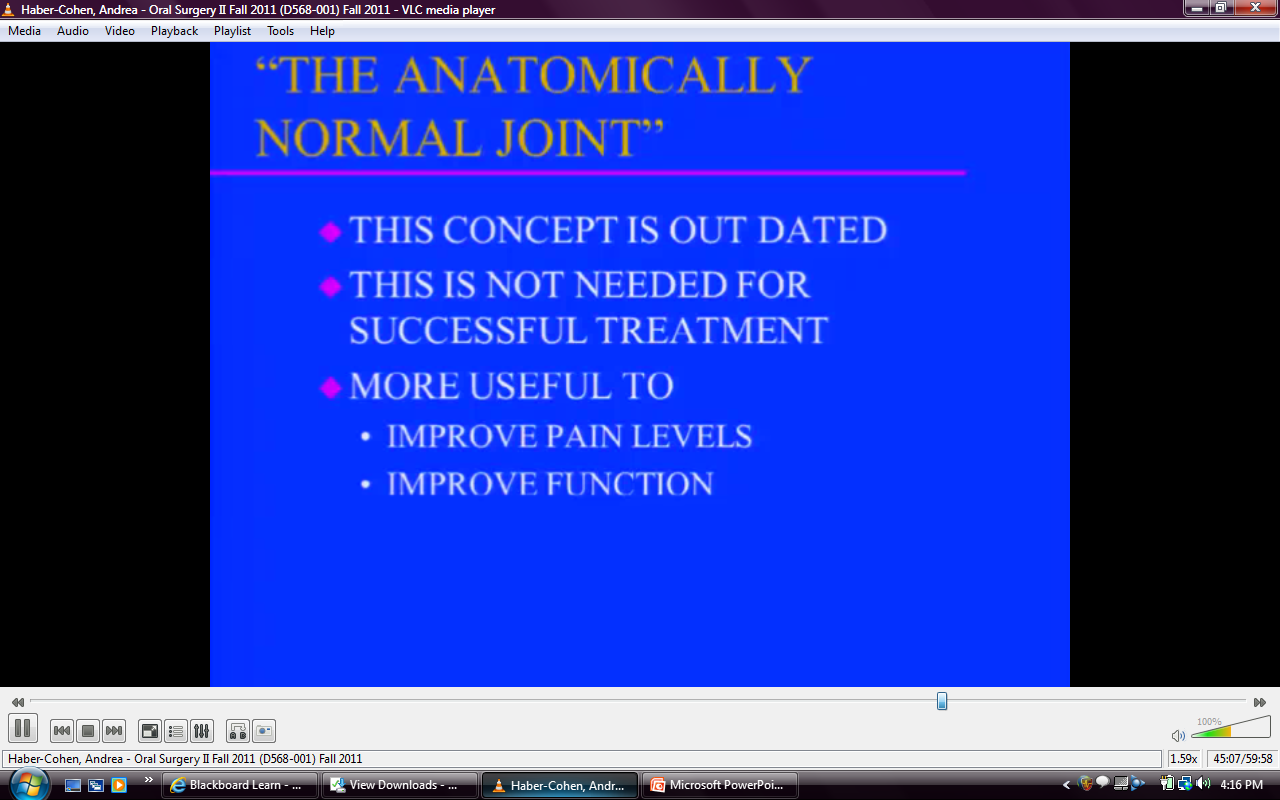 Haber-Cohen, Andrea - Oral Surgery II Fall 2011 (D568-001) Fall 2011 - VLC media player
Media Audio Video Playback Playlist Tools Help
“THE ANATOMICALLY
NORMAL JOINT”
THIS CONCEPT IS OUT DATED
THIS IS NOT NEEDED FOR
SUCCESSFUL TREATMENT
MORE USEFUL TO
• IMPROVE PAIN LEVELS
• IMPROVE FUNCTION
100%
Haber-Cohen, Andrea - Oral Surgery II Fall 2011 (D568-001) Fall 2011 1.59x 45:07/59:58
Blackboard Learn - ... View Downloads - ... Haber-Cohen, Andr... Microsoft PowerPoi... 4:16 PM